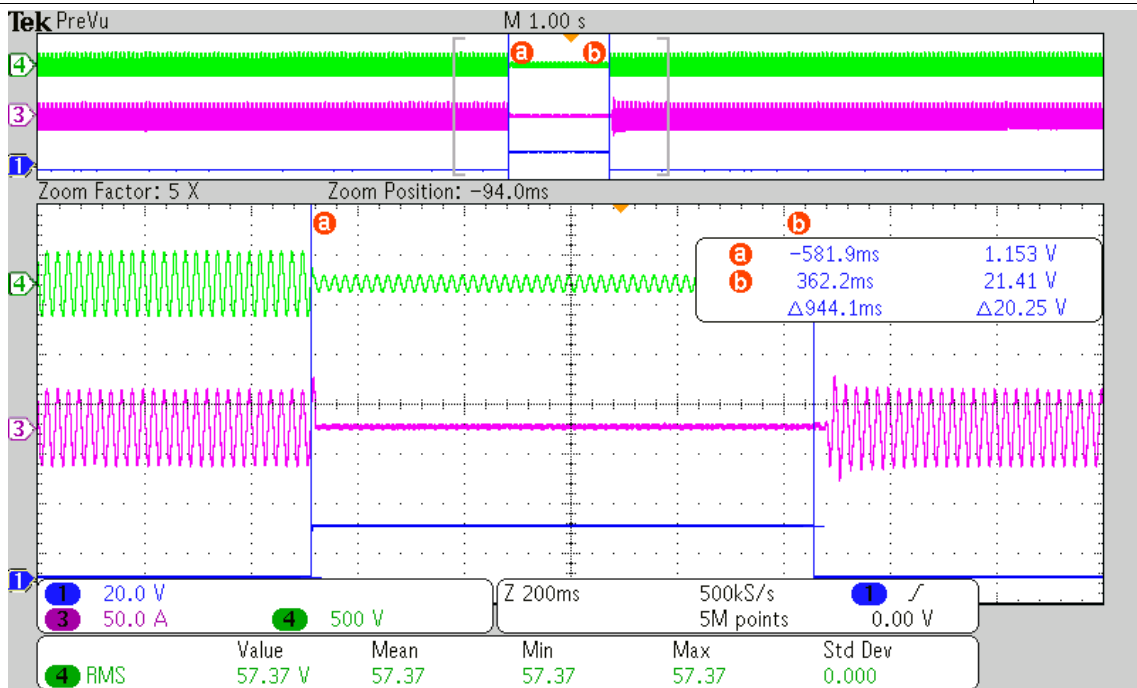 Tek PreVu M 1.00 s
4
a b
3
1
Zoom Factor: 5 X Zoom Position: -94.0ms
a b
a -581.9ms 1.153 V
4 b 362.2ms 21.41 V
△944.1ms △20.25 V
3
1
1 20.0 V Z 200ms 500kS/s 1
3 50.0 A 4 500 V 5M points 0.00 V
Value Mean Min Max Std Dev
4 RMS 57.37 V 57.37 57.37 57.37 0.000